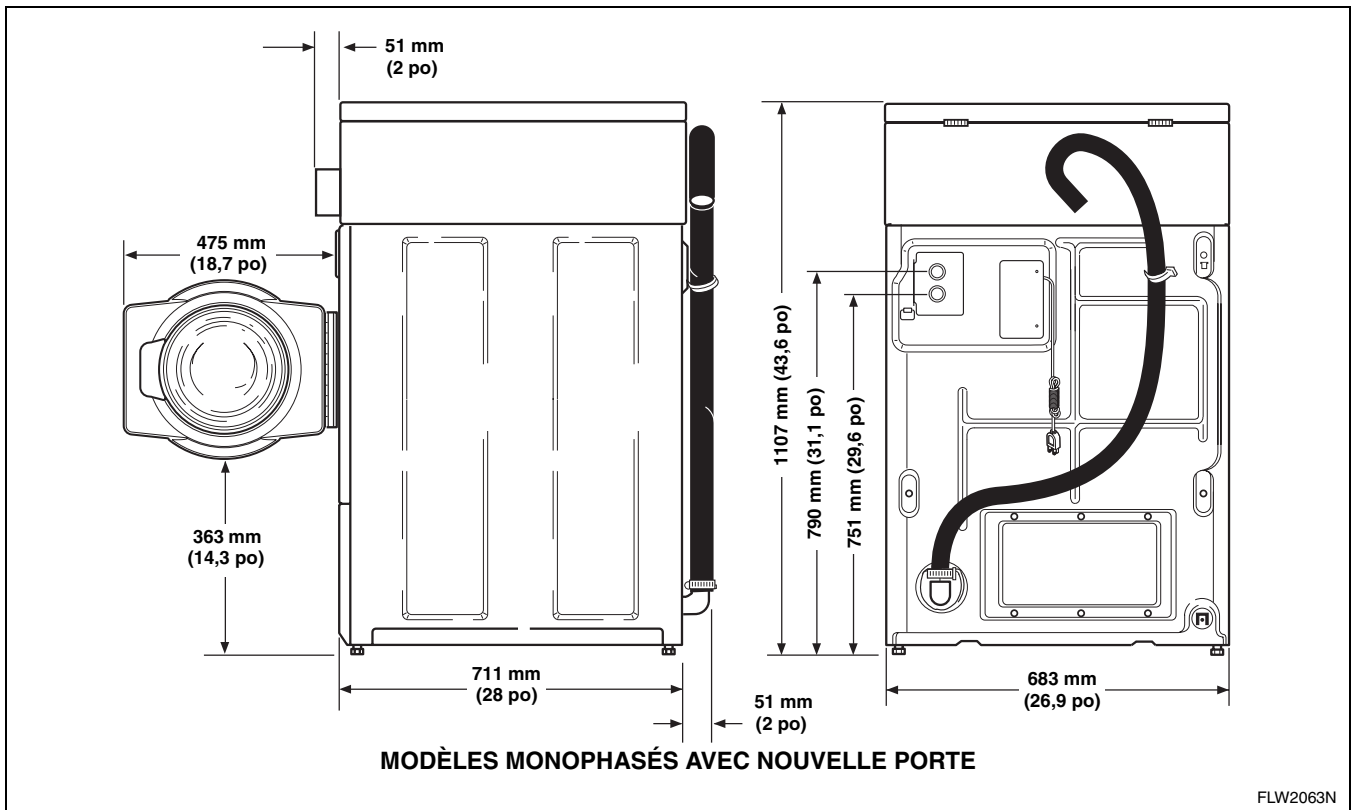 51 mm
(2 po)
475 mm
(18,7 po)
363 mm
(14,3 po)
711 mm
(28 po)
51 mm
(2 po)
1107 mm (43,6 po)
790 mm (31,1 po)
751 mm (29,6 po)
683 mm
(26,9 po)
MODÈLES MONOPHASÉS AVEC NOUVELLE PORTE
FLW2063N